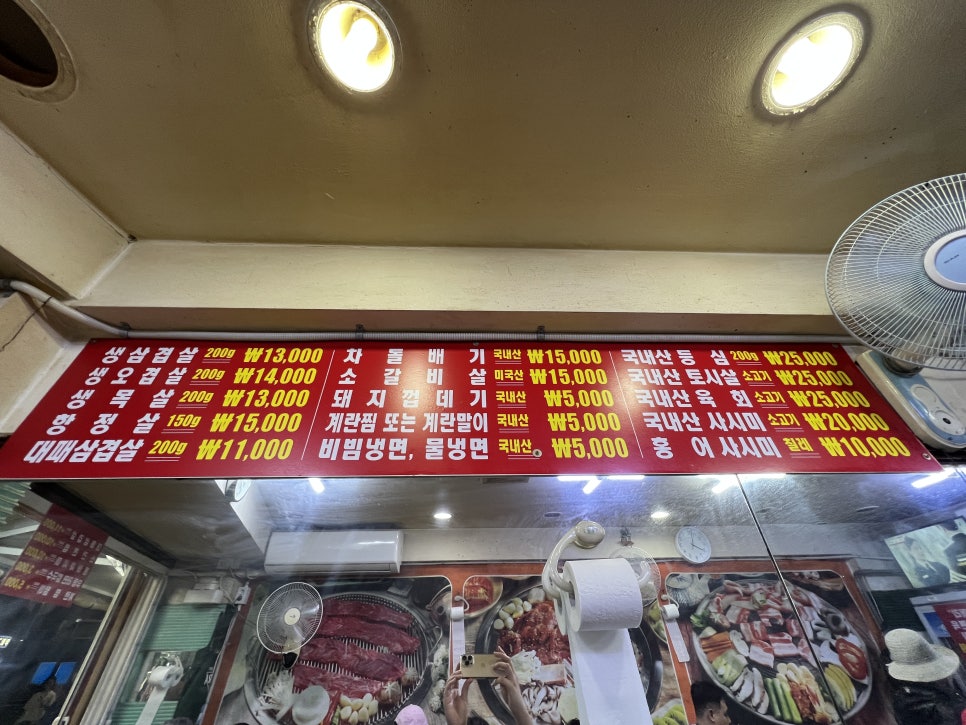 생삼겹살 200g ₩13,000
생오겹살 200g ₩14,000
생목살 200g ₩13,000
항정살 150g ₩15,000
대패삼겹살 200g ₩11,000
차돌배기 국내산 ₩15,000
소갈비살 미국산 ₩15,000
돼지껍데기 국내산 ₩5,000
계란찜 또는 계란말이 국내산 ₩5,000
비빔냉면, 물냉면 국내산 ₩5,000
국내산 등심 200g ₩25,000
국내산 토시살 소고기 ₩25,000
국내산 육회 소고기 ₩25,000
국내산 사시미 소고기 ₩20,000
홍어 사시미 칠레 ₩10,000